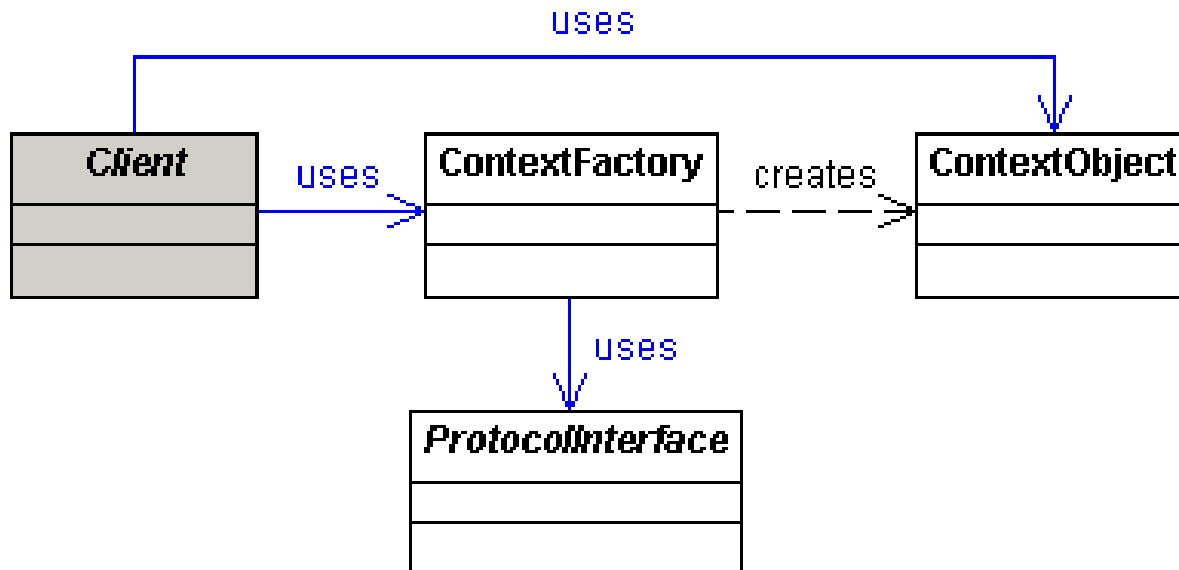 uses
Client
uses
ContextFactory
creates
ContextObject
uses
ProtocolInterface